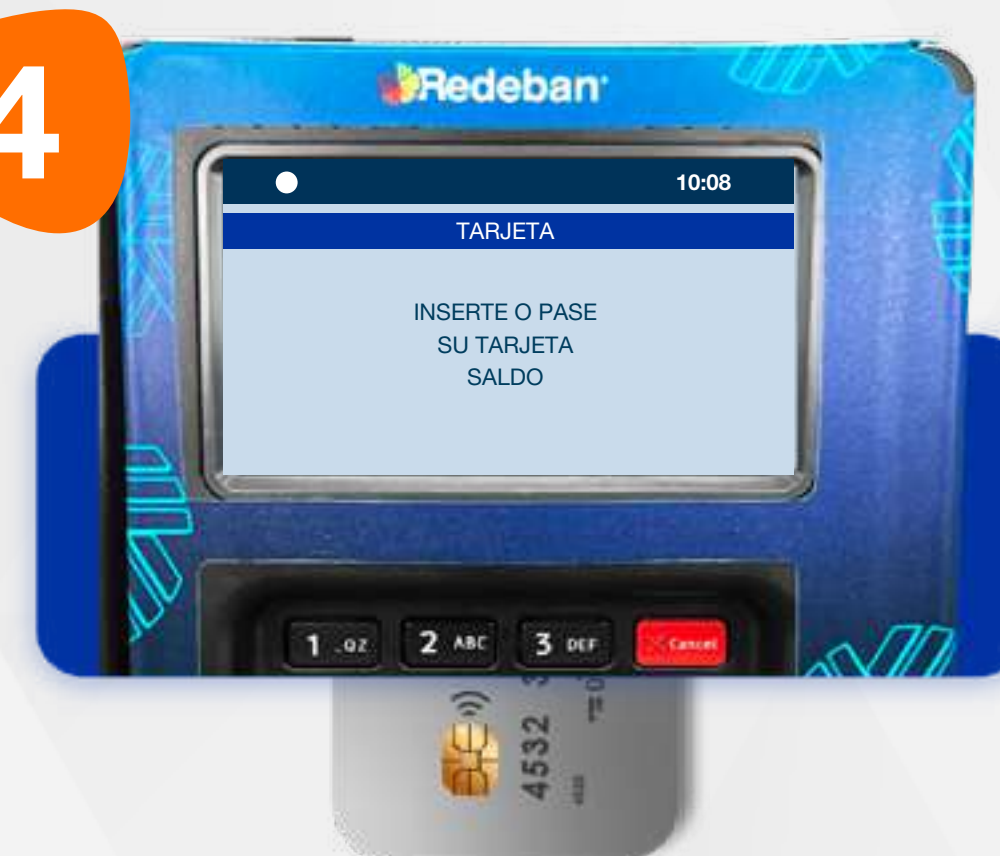 4
Redeban
10:08
TARJETA
INSERTE O PASE
SU TARJETA
SALDO
1 .QZ 2 ABC 3 DEF Cancel
4532